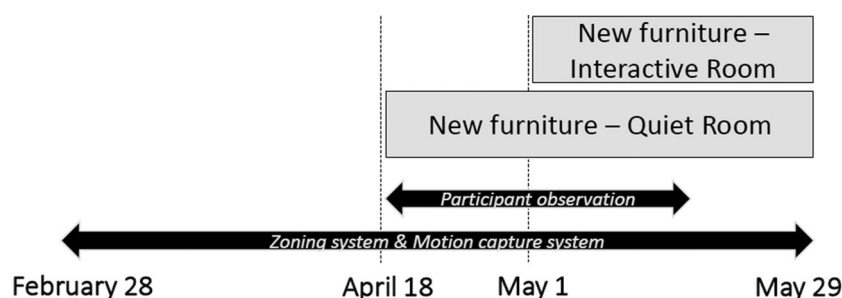 New furniture –
Interactive Room
New furniture – Quiet Room
Participant observation
Zoning system & Motion capture system
February 28 April 18 May 1 May 29